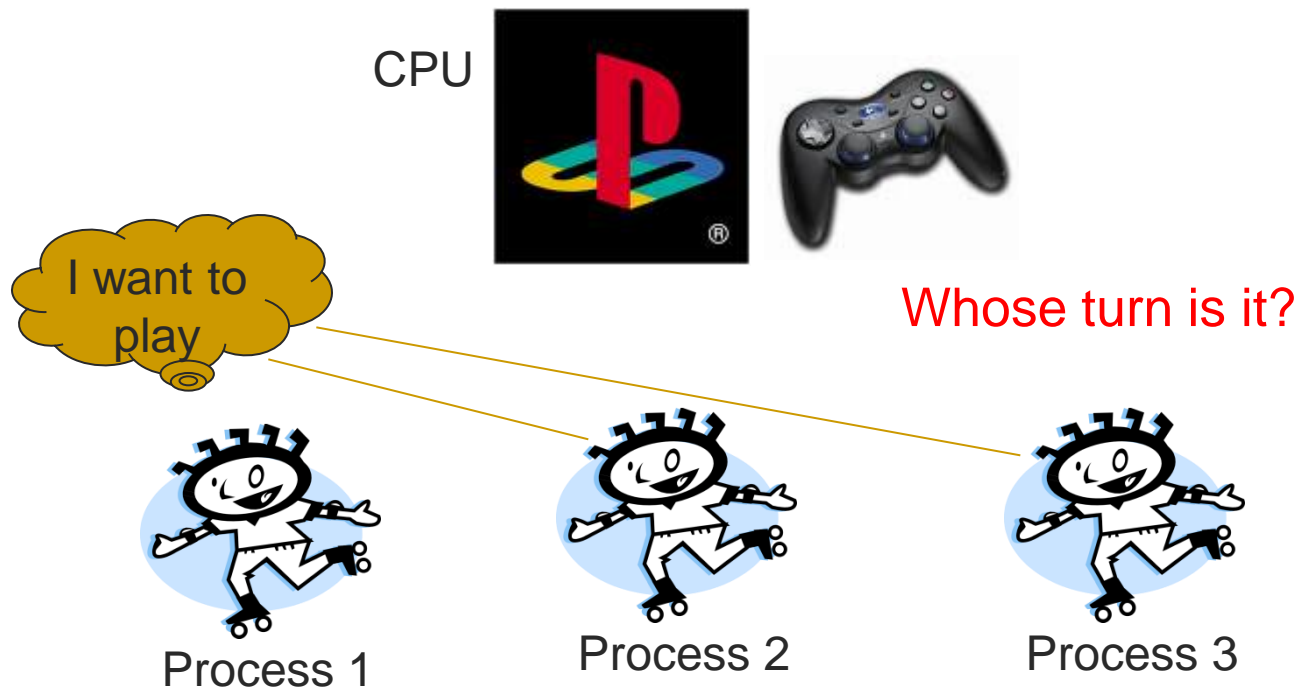 CPU
®
I want to
play
Whose turn is it?
Process 1
Process 2
Process 3